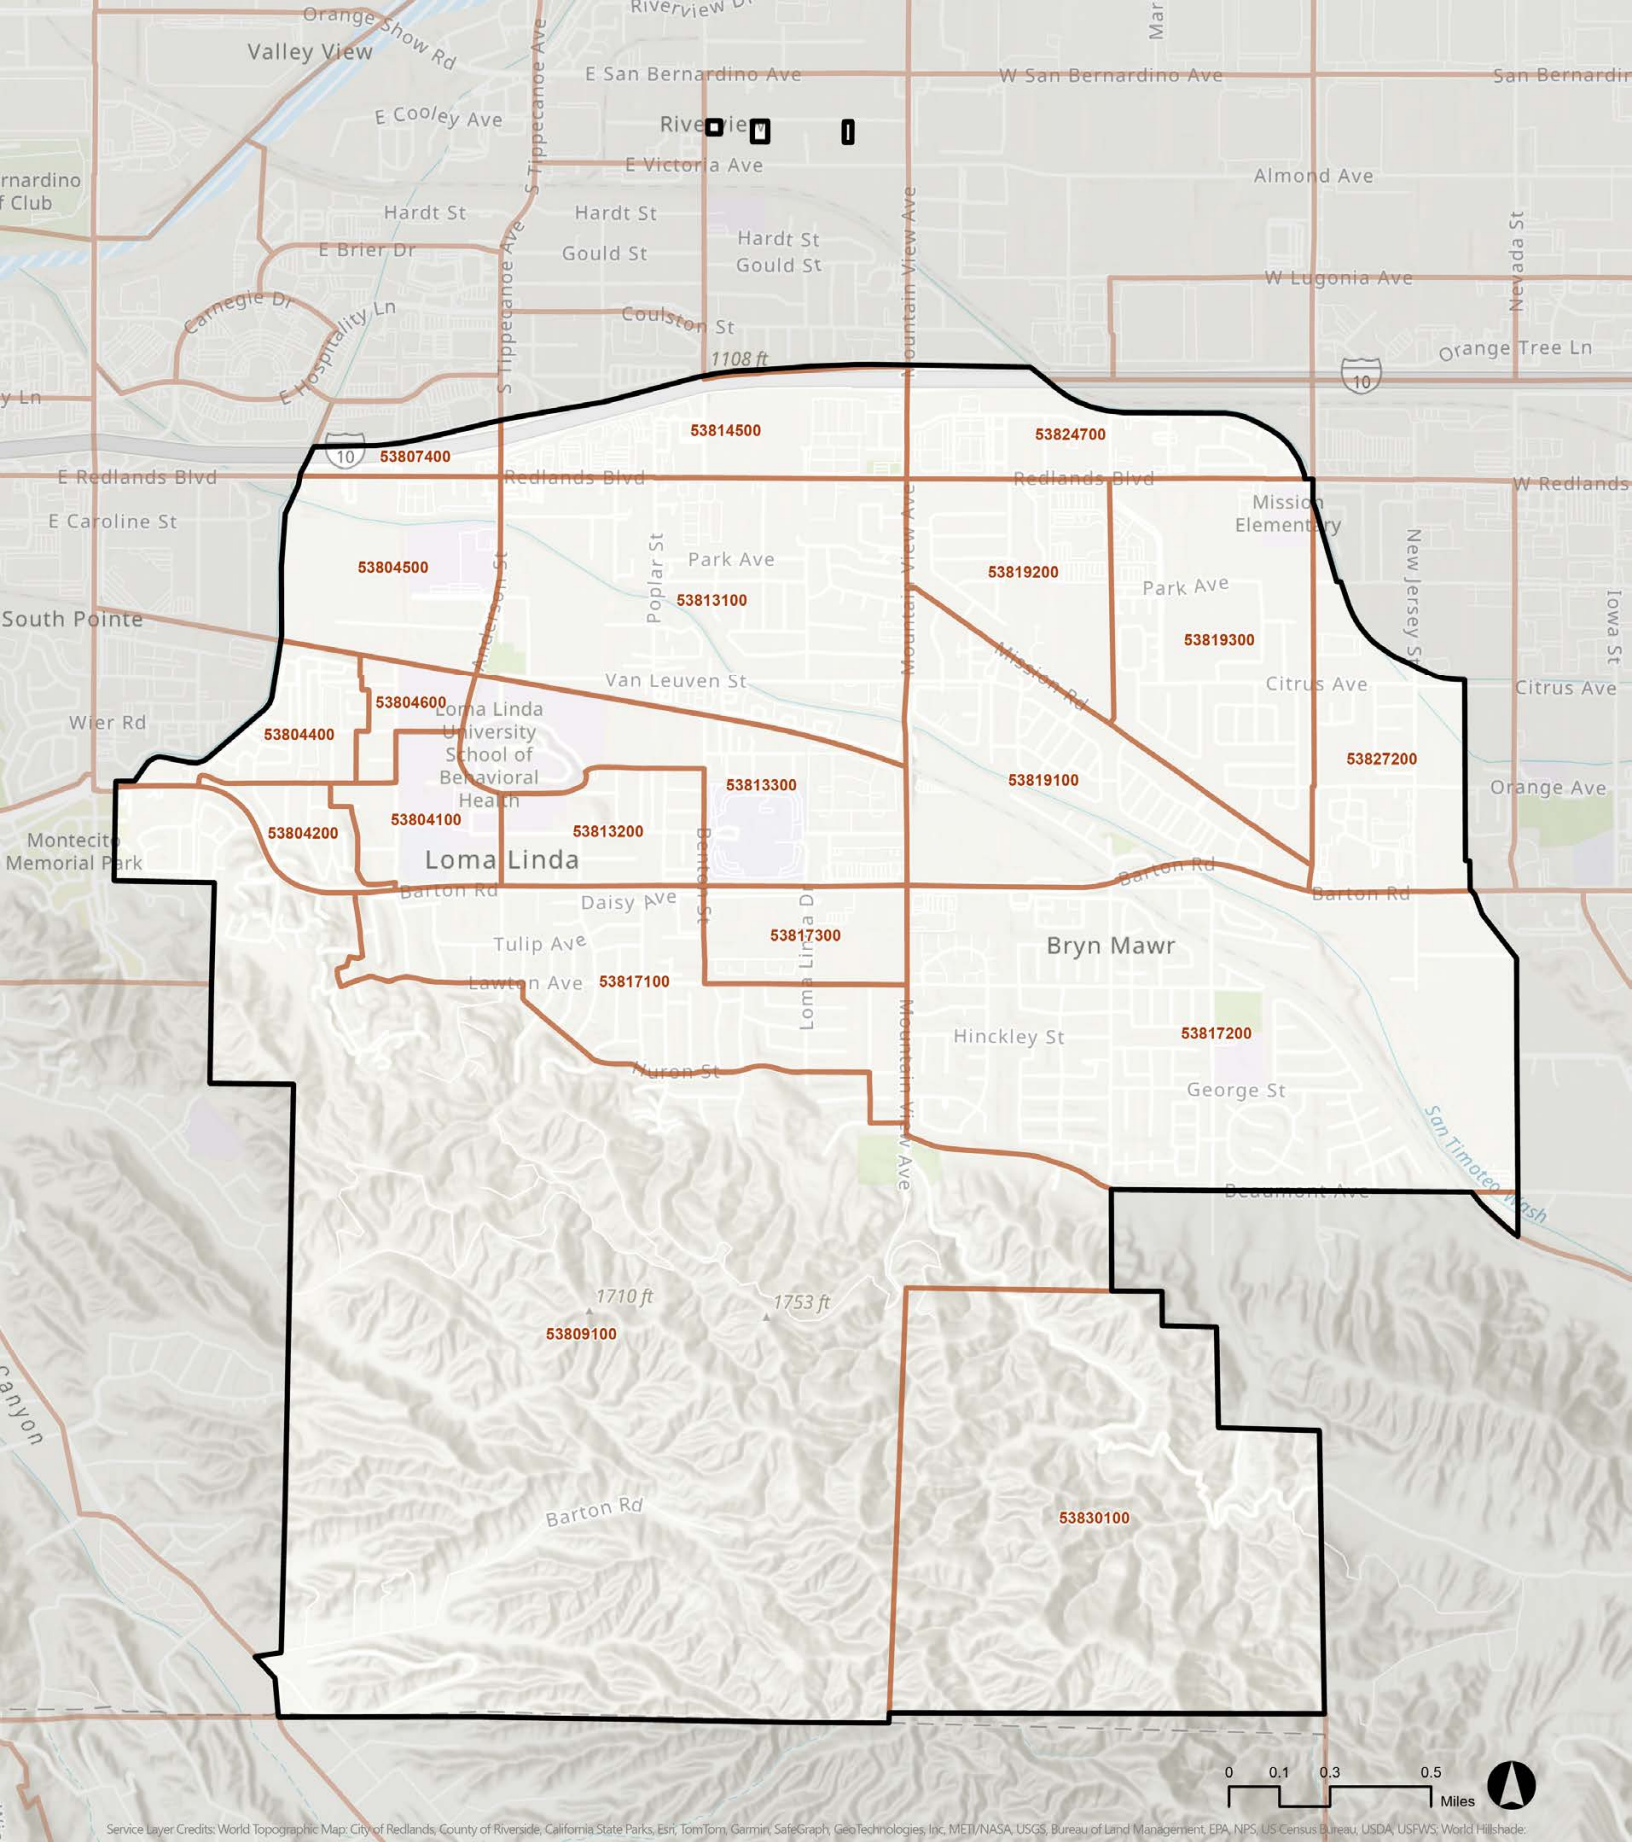 Riverview Dr
Orange Show Rd
Valley View
S Tippecanoe Ave
E San Bernardino Ave
W San Bernardino Ave
E Cooley Ave
E Victoria Ave
Almond Ave
Hardt St
Hardt St
Hardt St
Gould St
Gould St
E Brier Dr
Mountain View Ave
W Lugonia Ave
Nevada St
Carnegie Dr
E Hospitality Ln
S Tippecanoe Ave
Coulston St
1108 ft
Orange Tree Ln
10
53814500
53824700
10
53807400
E Redlands Blvd
Redlands Blvd
Redlands Blvd
W Redlands
E Caroline St
Mission
Elementary
53804500
Anderson St
Poplar St
Park Ave
53813100
Mountain View Ave
53819200
Park Ave
New Jersey St
Iowa St
South Pointe
53819300
Mission Rd
Van Leuven St
Citrus Ave
Citrus Ave
Wier Rd
53804400
53804600
Loma Linda
University
School of
Behavioral
Health
53813300
53819100
53827200
Orange Ave
Montecito
Memorial Park
53804200
53804100
53813200
Benton St
Loma Linda
Barton Rd
Barton Rd
Barton Rd
Daisy Ave
Loma Linda Dr
Tulip Ave
53817300
Bryn Mawr
Lawton Ave
53817100
Mountain View Ave
Hinckley St
53817200
Huron St
George St
San Timoteo Wash
Beaumont Ave
1710 ft
1753 ft
53809100
Barton Rd
53830100
0 0.1 0.3 0.5
Miles
Service Layer Credits: World Topographic Map: City of Redlands, County of Riverside, California State Parks, Esri, TomTom, Garmin, SafeGraph, GeoTechnologies, Inc, METI/NASA, USGS, Bureau of Land Management, EPA, NPS, US Census Bureau, USDA, USFWS; World Hillshade: